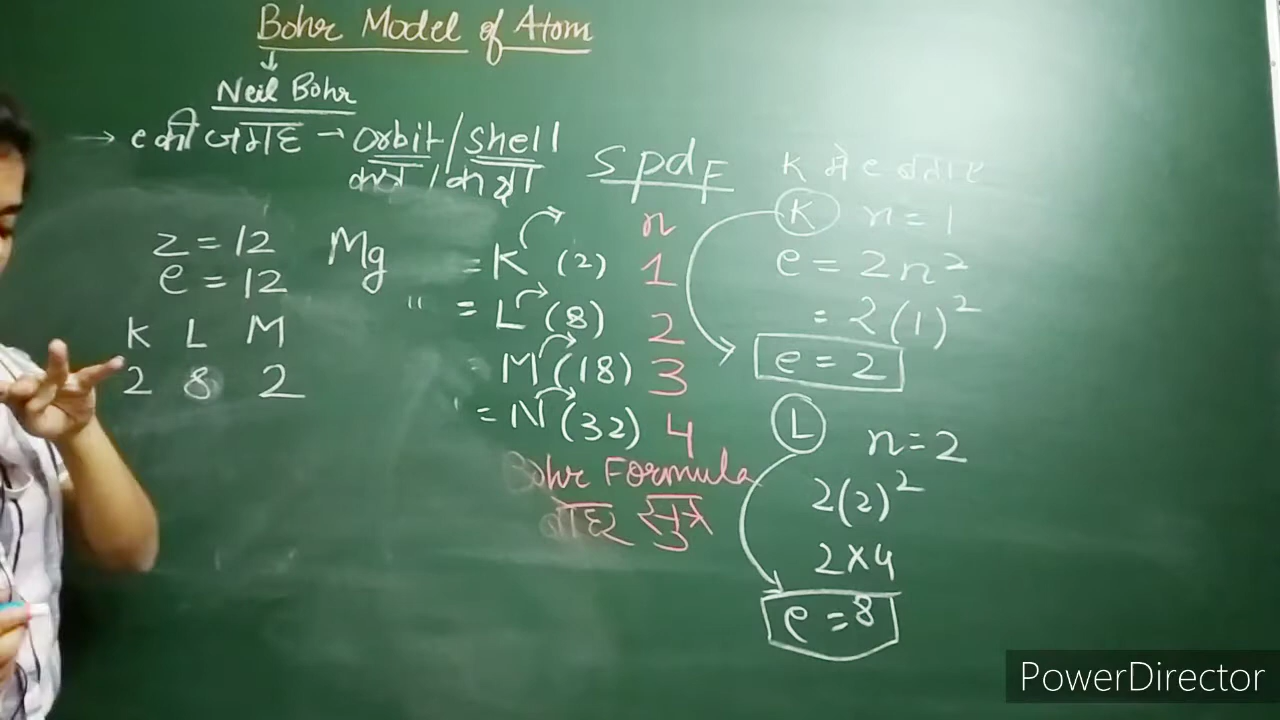 Bohr Model of Atom
↓
Neil Bohr
→ e की जगह → orbit/shell
कक्ष / कक्षा
s p d F
K में e बताए
z = 12 Mg
e = 12
K L M
2 8 2
n
= K (2) 1
" = L (8) 2
M (18) 3
= N (32) 4
Bohr Formula
बोहर सुत्र
K n = 1
e = 2n²
= 2(1)²
e = 2
L n = 2
2(2)²
2×4
e = 8
PowerDirector